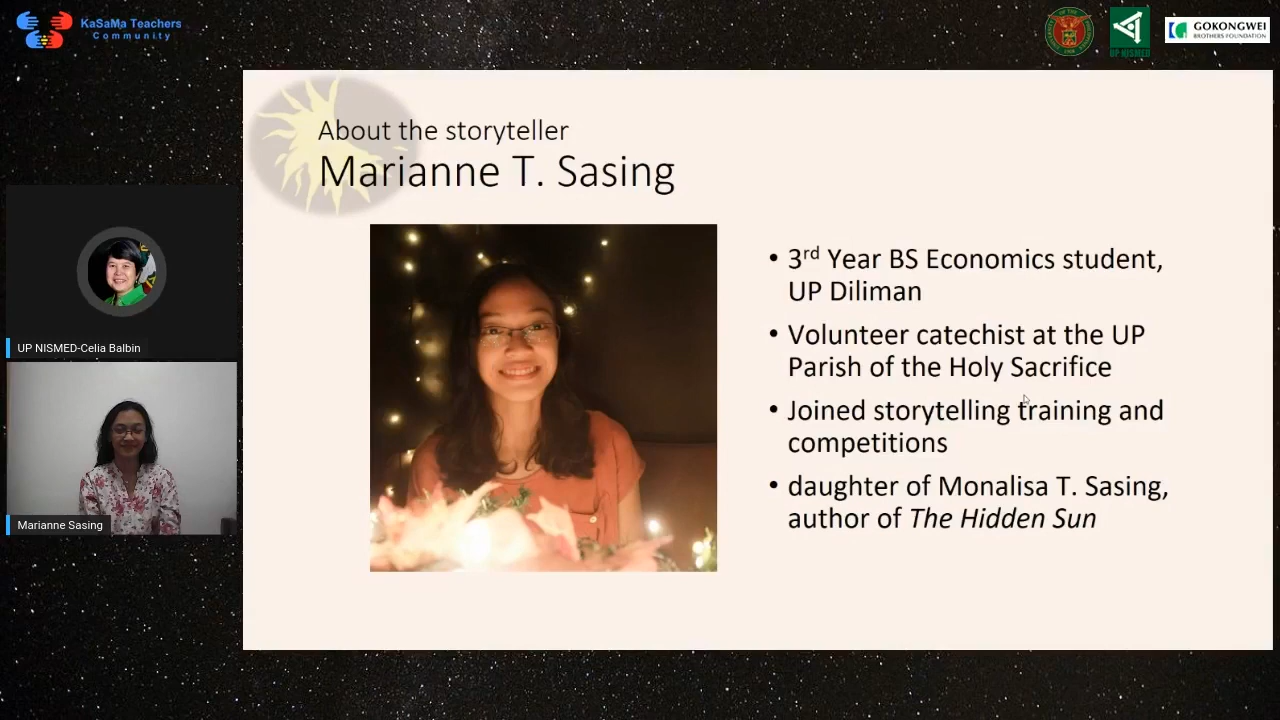 KaSaMa Teachers
Community
UP NISMED
GOKONGWEI
BROTHERS FOUNDATION
About the storyteller
Marianne T. Sasing
• 3rd Year BS Economics student,
UP Diliman
• Volunteer catechist at the UP
Parish of the Holy Sacrifice
• Joined storytelling training and
competitions
• daughter of Monalisa T. Sasing,
author of The Hidden Sun
UP NISMED-Celia Balbin
Marianne Sasing